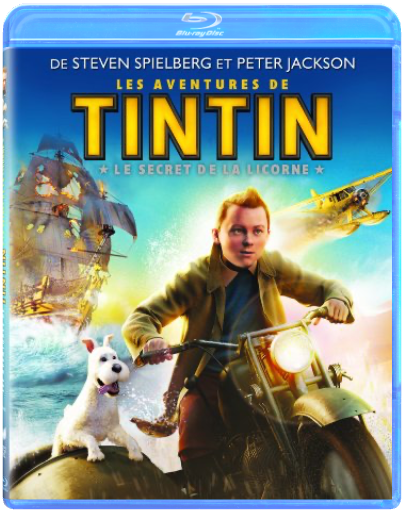 Blu-ray Disc
DE STEVEN SPIELBERG ET PETER JACKSON
LES AVENTURES DE
TINTIN
★ LE SECRET DE LA LICORNE ★